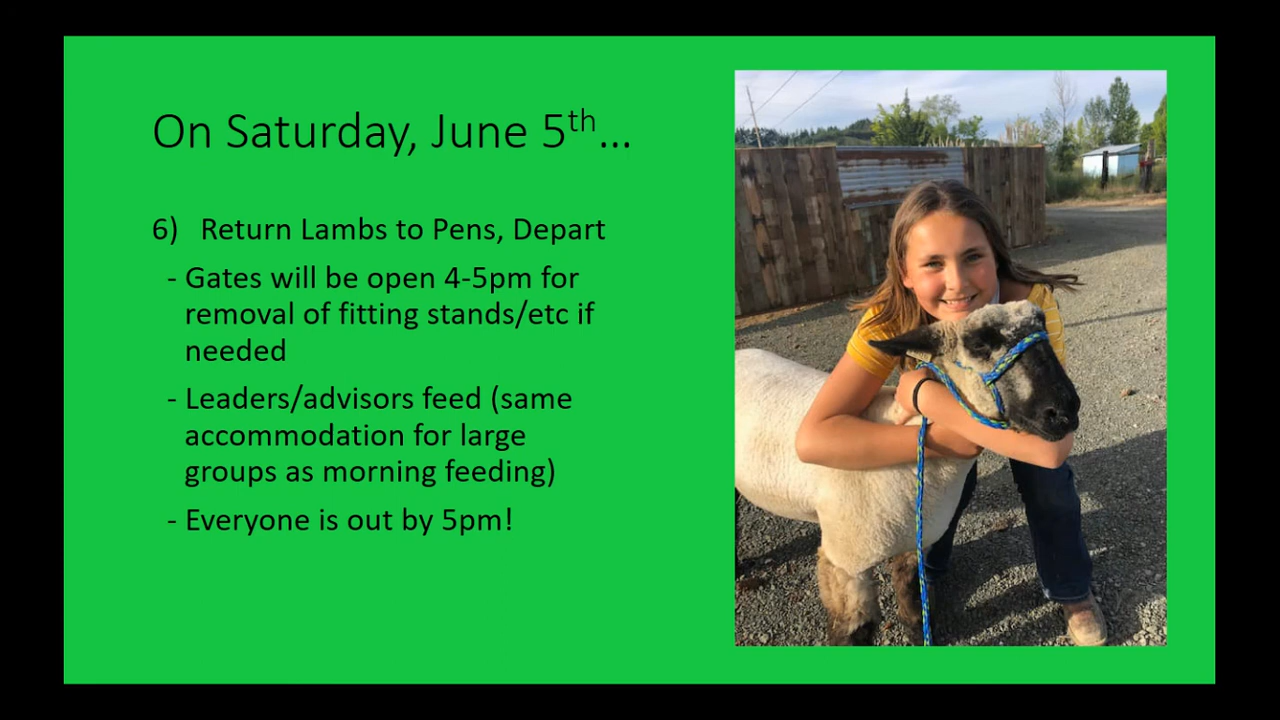 On Saturday, June 5th...
6) Return Lambs to Pens, Depart
- Gates will be open 4-5pm for
removal of fitting stands/etc if
needed
- Leaders/advisors feed (same
accommodation for large
groups as morning feeding)
- Everyone is out by 5pm!